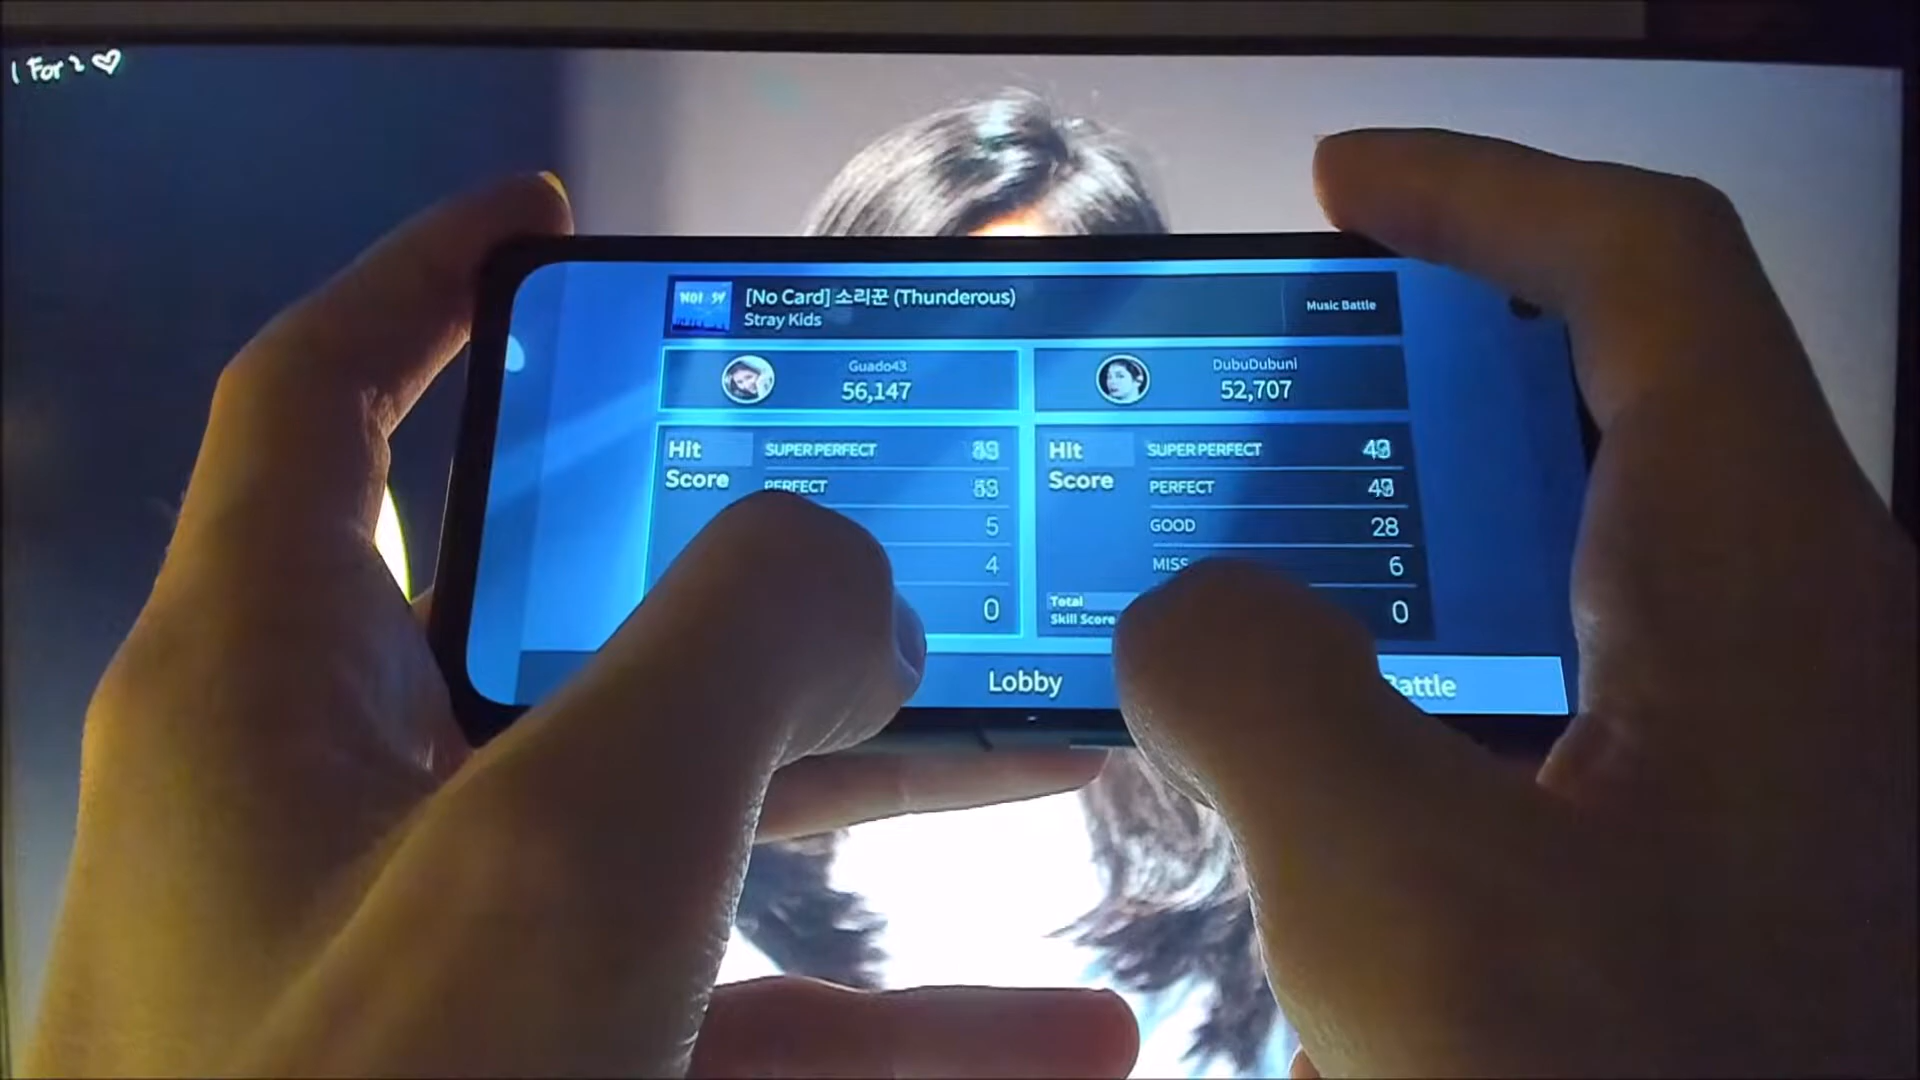 1 For 2 ♡
NOISY
[No Card] 소리꾼 (Thunderous)
Stray Kids
Music Battle
Guado43
56,147
DubuDubuni
52,707
Hit
Score
SUPER PERFECT
PERFECT
5
4
0
Hit
Score
SUPER PERFECT
PERFECT
GOOD 28
MISS 6
Total
Skill Score 0
Lobby
Battle